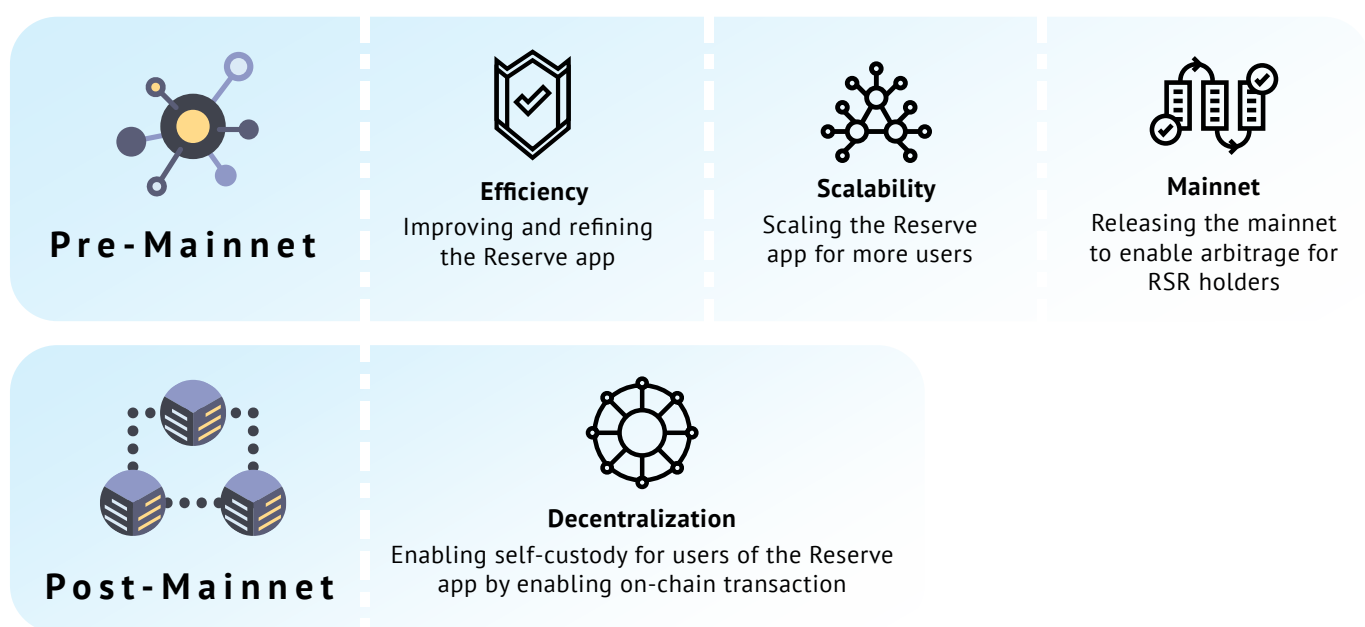 Pre-Mainnet
Efficiency
Improving and refining
the Reserve app
Scalability
Scaling the Reserve
app for more users
Mainnet
Releasing the mainnet
to enable arbitrage for
RSR holders
Post-Mainnet
Decentralization
Enabling self-custody for users of the Reserve
app by enabling on-chain transaction